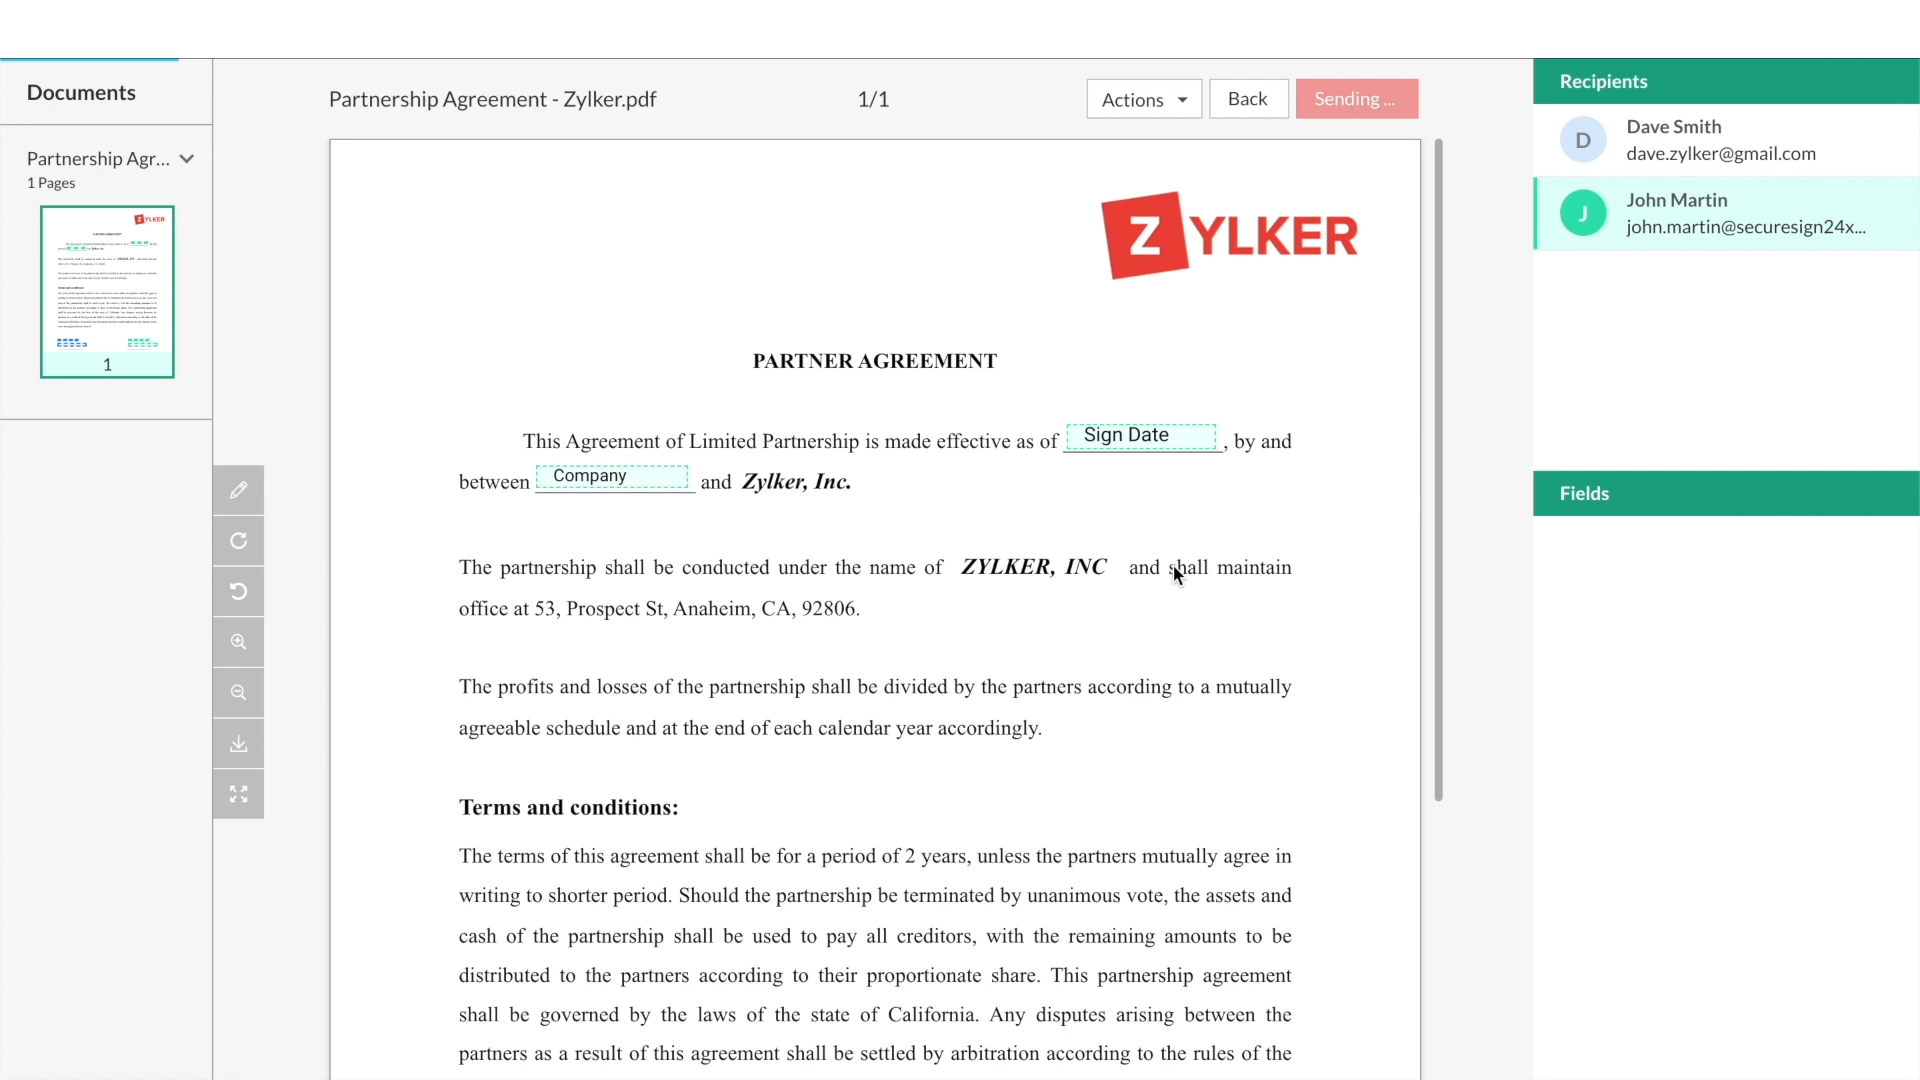 Documents
Partnership Agr...
1 Pages
1
Partnership Agreement - Zylker.pdf
1/1
Actions
Back
Sending ...
ZYLKER
PARTNER AGREEMENT
This Agreement of Limited Partnership is made effective as of Sign Date , by and
between Company and Zylker, Inc.
The partnership shall be conducted under the name of ZYLKER, INC and shall maintain
office at 53, Prospect St, Anaheim, CA, 92806.
The profits and losses of the partnership shall be divided by the partners according to a mutually
agreeable schedule and at the end of each calendar year accordingly.
Terms and conditions:
The terms of this agreement shall be for a period of 2 years, unless the partners mutually agree in
writing to shorter period. Should the partnership be terminated by unanimous vote, the assets and
cash of the partnership shall be used to pay all creditors, with the remaining amounts to be
distributed to the partners according to their proportionate share. This partnership agreement
shall be governed by the laws of the state of California. Any disputes arising between the
partners as a result of this agreement shall be settled by arbitration according to the rules of the
Recipients
D
Dave Smith
dave.zylker@gmail.com
J
John Martin
john.martin@securesign24x...
Fields